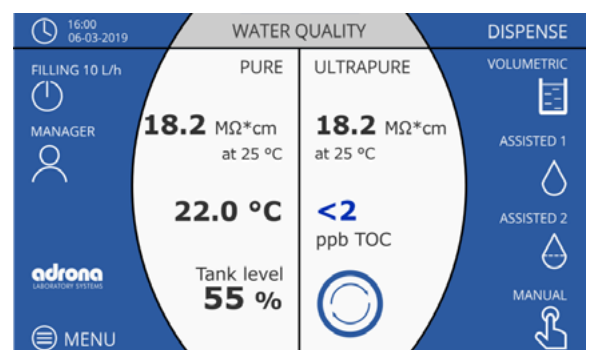 16:00
06-03-2019
WATER QUALITY
DISPENSE
FILLING 10 L/h
MANAGER
adrona
LABORATORY SYSTEMS
MENU
PURE
18.2 MΩ*cm
at 25 ºC
22.0 °C
Tank level
55 %
ULTRAPURE
18.2 MΩ*cm
at 25 ºC
<2
ppb TOC
VOLUMETRIC
ASSISTED 1
ASSISTED 2
MANUAL